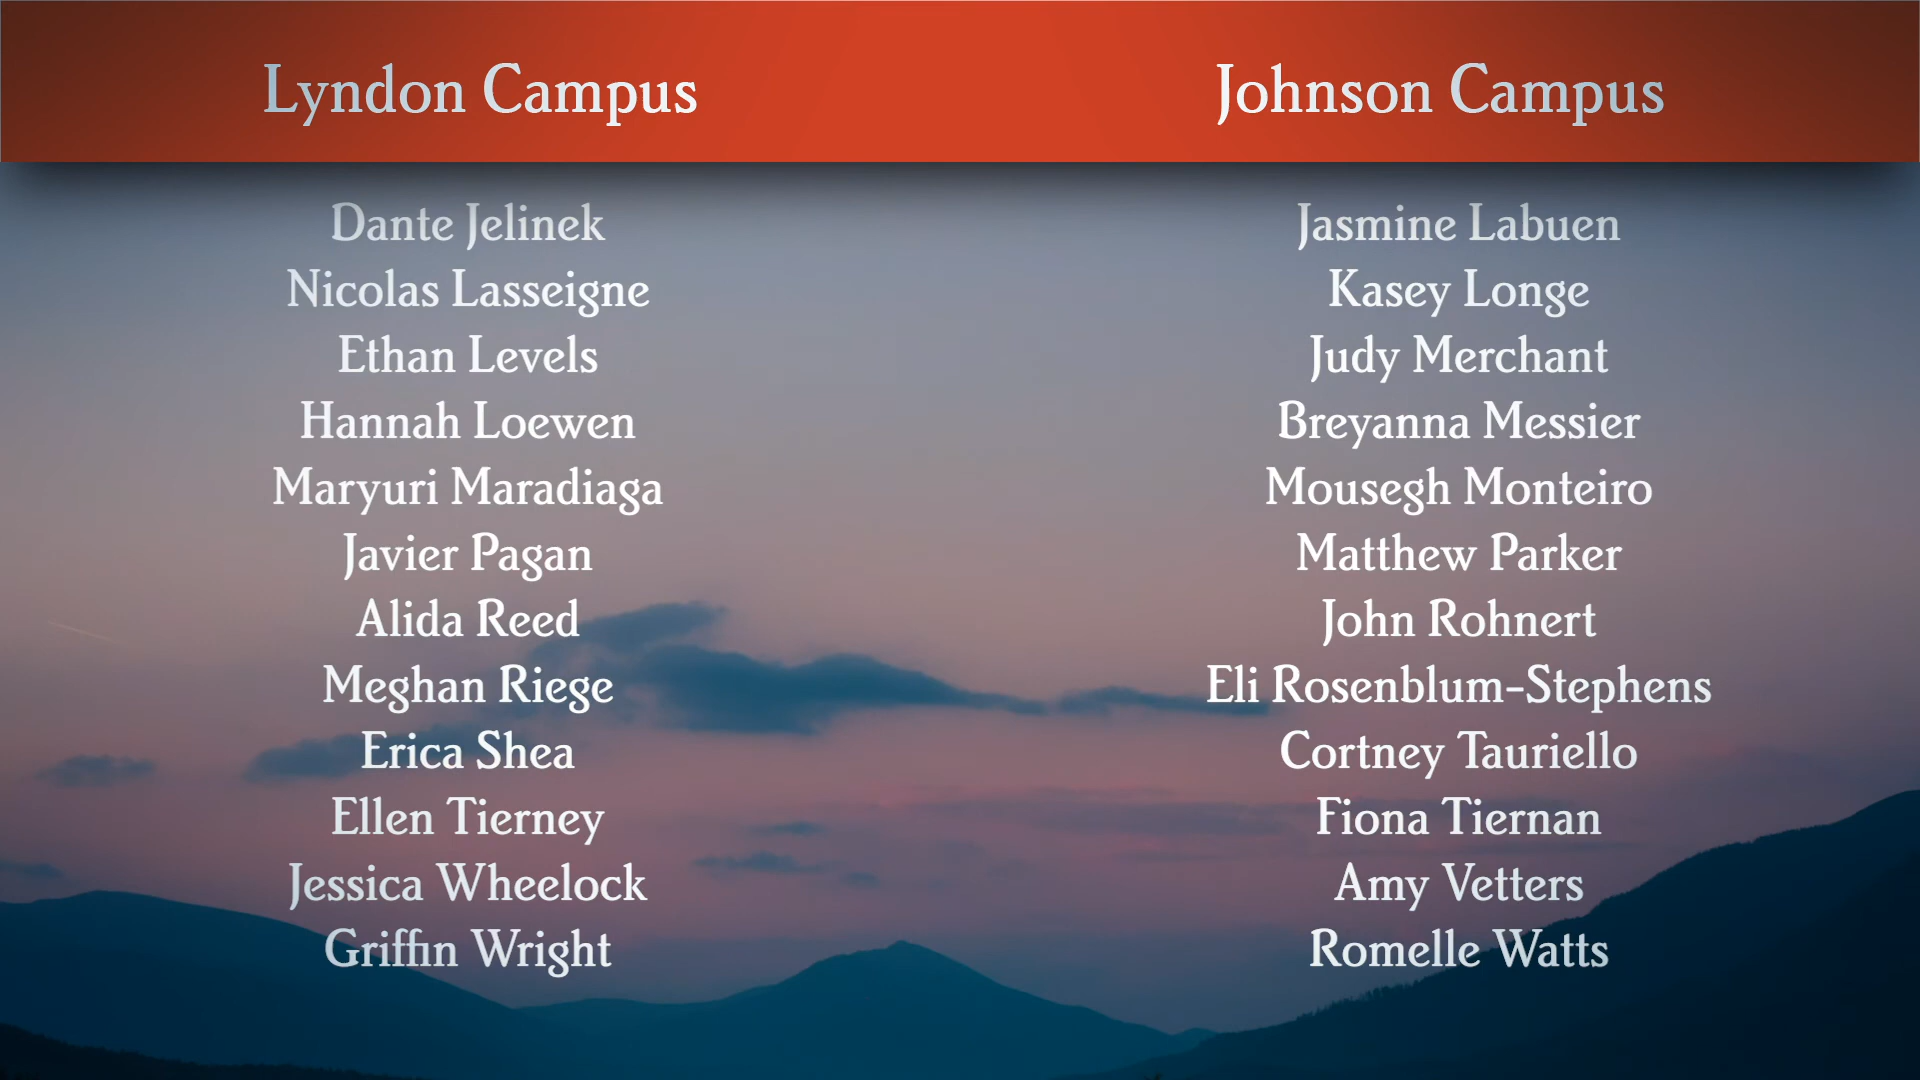 Lyndon Campus
Dante Jelinek
Nicolas Lasseigne
Ethan Levels
Hannah Loewen
Maryuri Maradiaga
Javier Pagan
Alida Reed
Meghan Riege
Erica Shea
Ellen Tierney
Jessica Wheelock
Griffin Wright
Johnson Campus
Jasmine Labuen
Kasey Longe
Judy Merchant
Breyanna Messier
Mousegh Monteiro
Matthew Parker
John Rohnert
Eli Rosenblum-Stephens
Cortney Tauriello
Fiona Tiernan
Amy Vetters
Romelle Watts